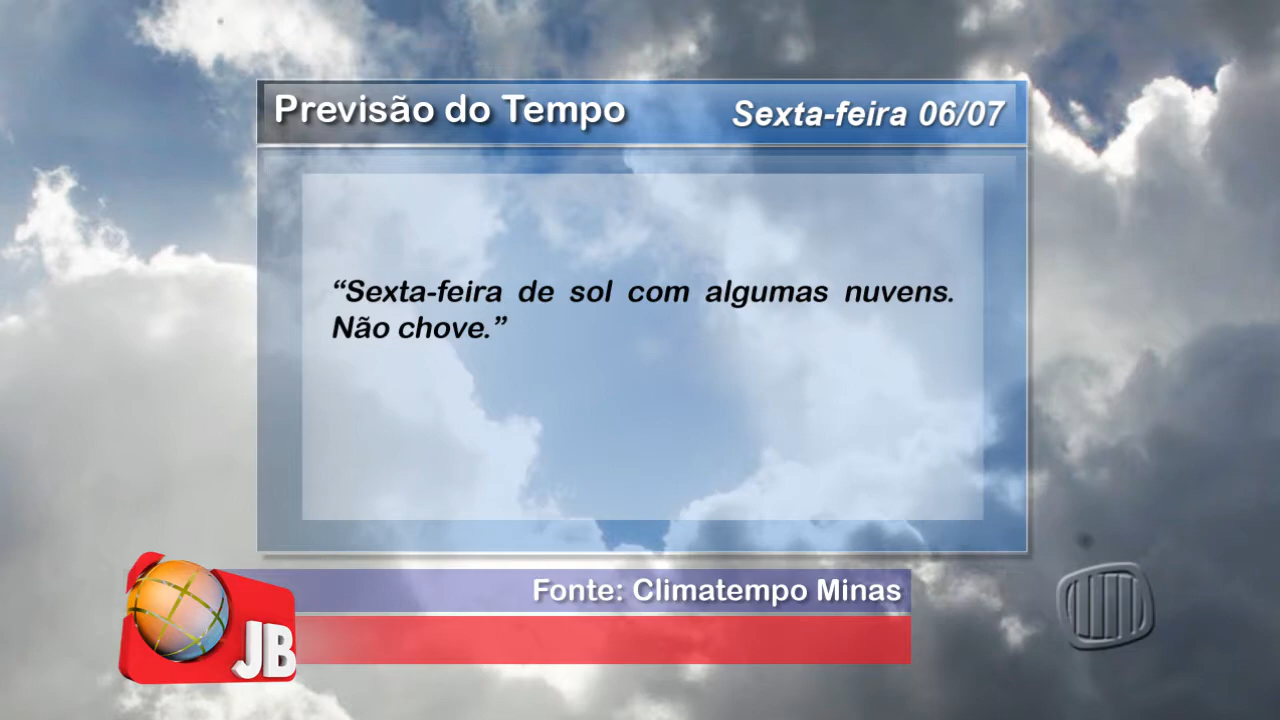 Previsão do Tempo
Sexta-feira 06/07
“Sexta-feira de sol com algumas nuvens.
Não chove.”
Fonte: Climatempo Minas
JB